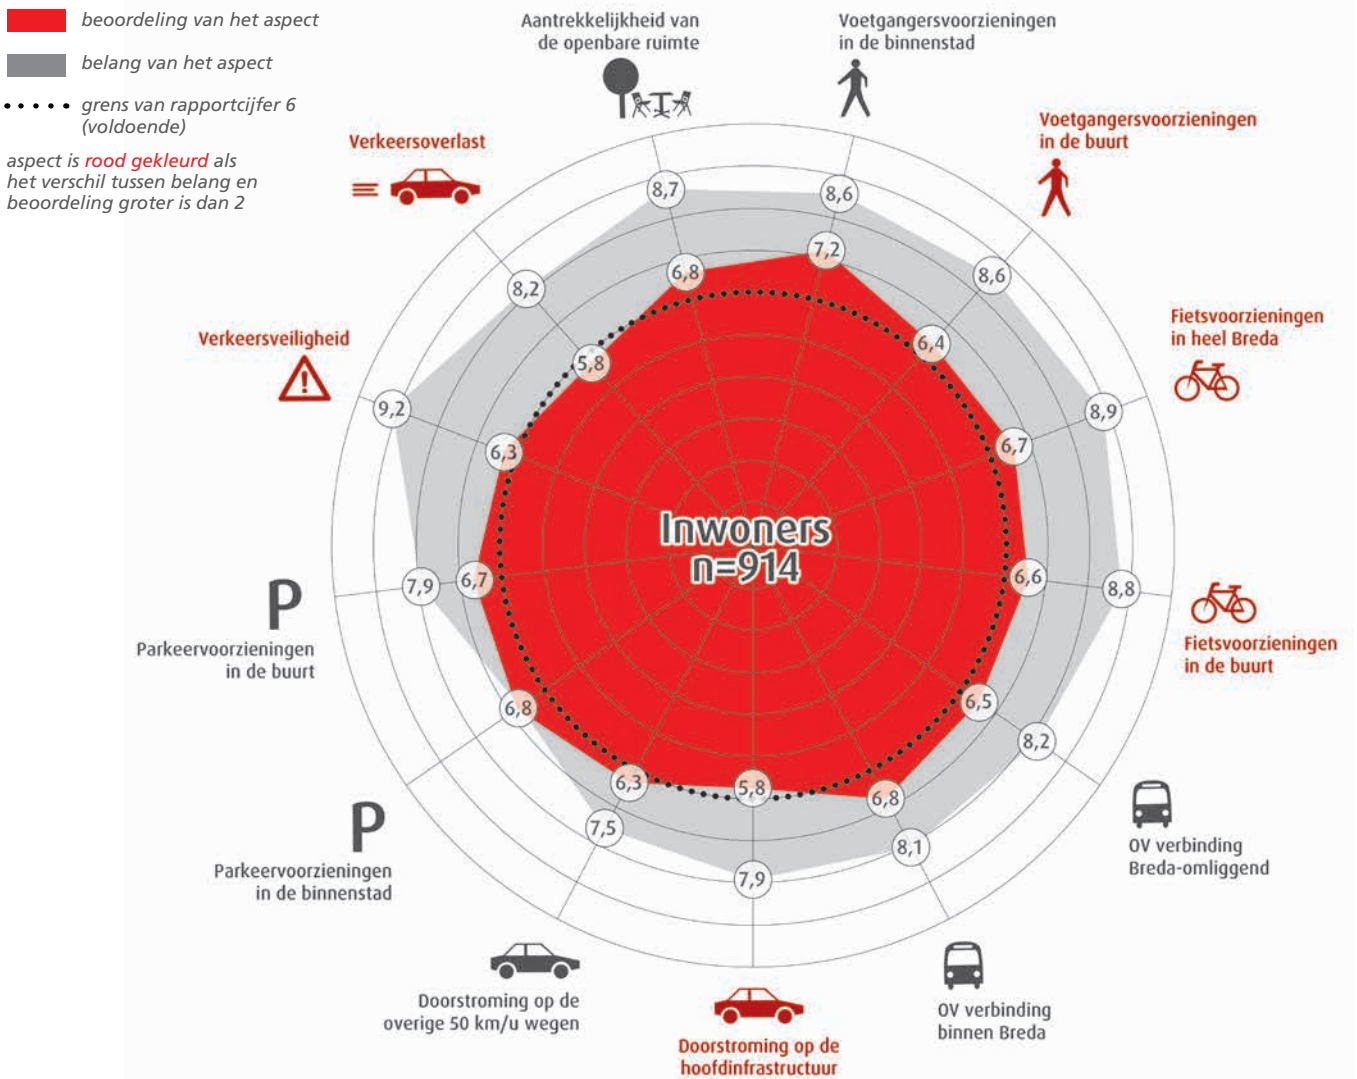 beoordeling van het aspect
belang van het aspect
grens van rapportcijfer 6
(voldoende)
aspect is rood gekleurd als
het verschil tussen belang en
beoordeling groter is dan 2
Aantrekkelijkheid van
de openbare ruimte
Voetgangersvoorzieningen
in de binnenstad
Voetgangersvoorzieningen
in de buurt
Fietsvoorzieningen
in heel Breda
Fietsvoorzieningen
in de buurt
OV verbinding
Breda-omliggend
OV verbinding
binnen Breda
Doorstroming op de
hoofdinfrastructuur
Doorstroming op de
overige 50 km/u wegen
P
Parkeervoorzieningen
in de binnenstad
P
Parkeervoorzieningen
in de buurt
Verkeersveiligheid
!
Verkeersoverlast
8,7
6,8
8,6
7,2
8,6
6,4
8,9
6,7
8,8
6,6
8,2
6,5
8,1
6,8
7,9
5,8
7,5
6,3
6,8
7,9
6,7
9,2
6,3
8,2
5,8
Inwoners
n=914